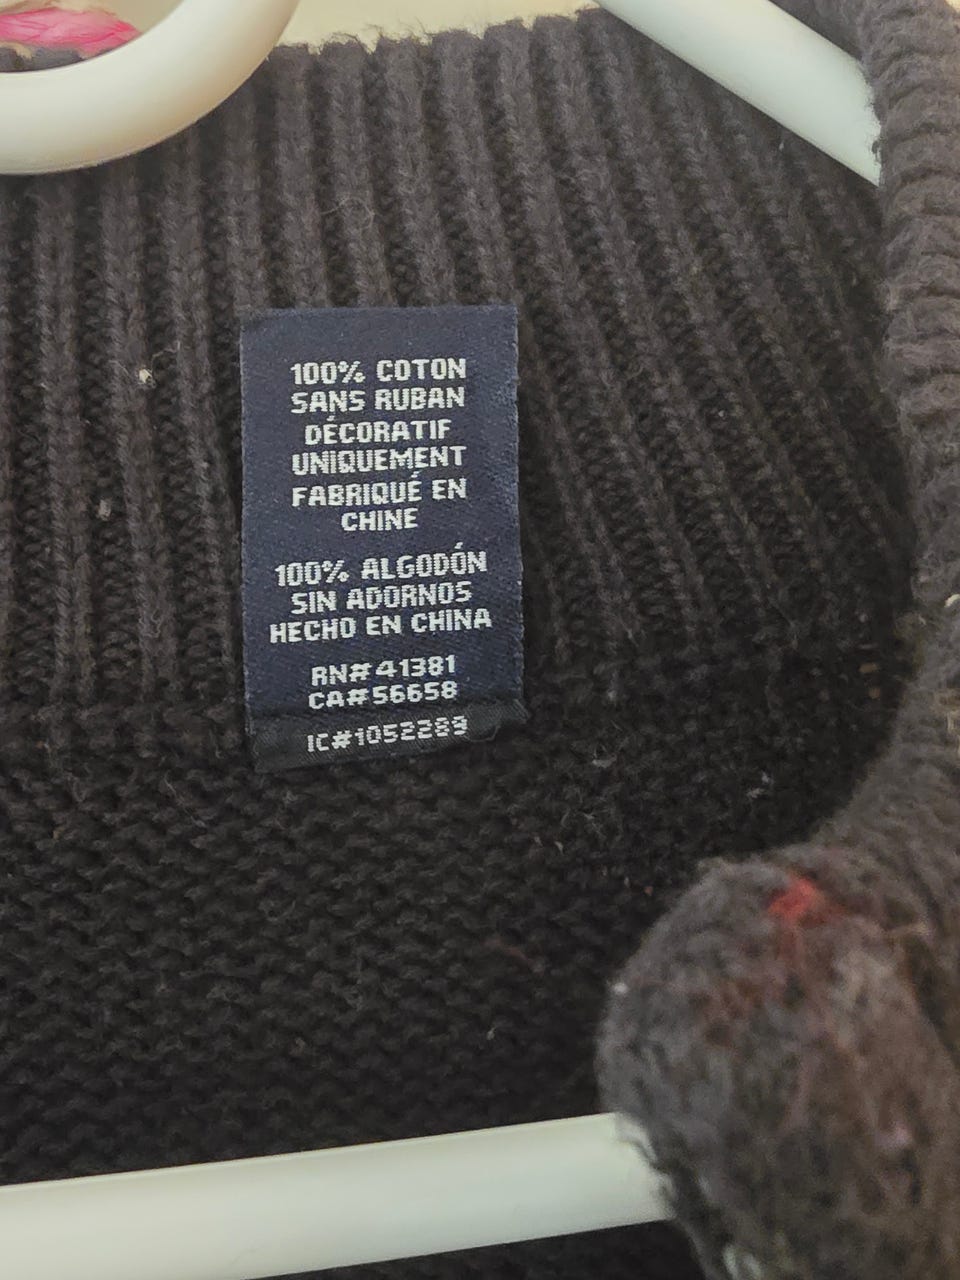 100% COTON
SANS RUBAN
DÉCORATIF
UNIQUEMENT
FABRIQUÉ EN
CHINE
100% ALGODÓN
SIN ADORNOS
HECHO EN CHINA
RN#41381
CA#56658
IC#1052289